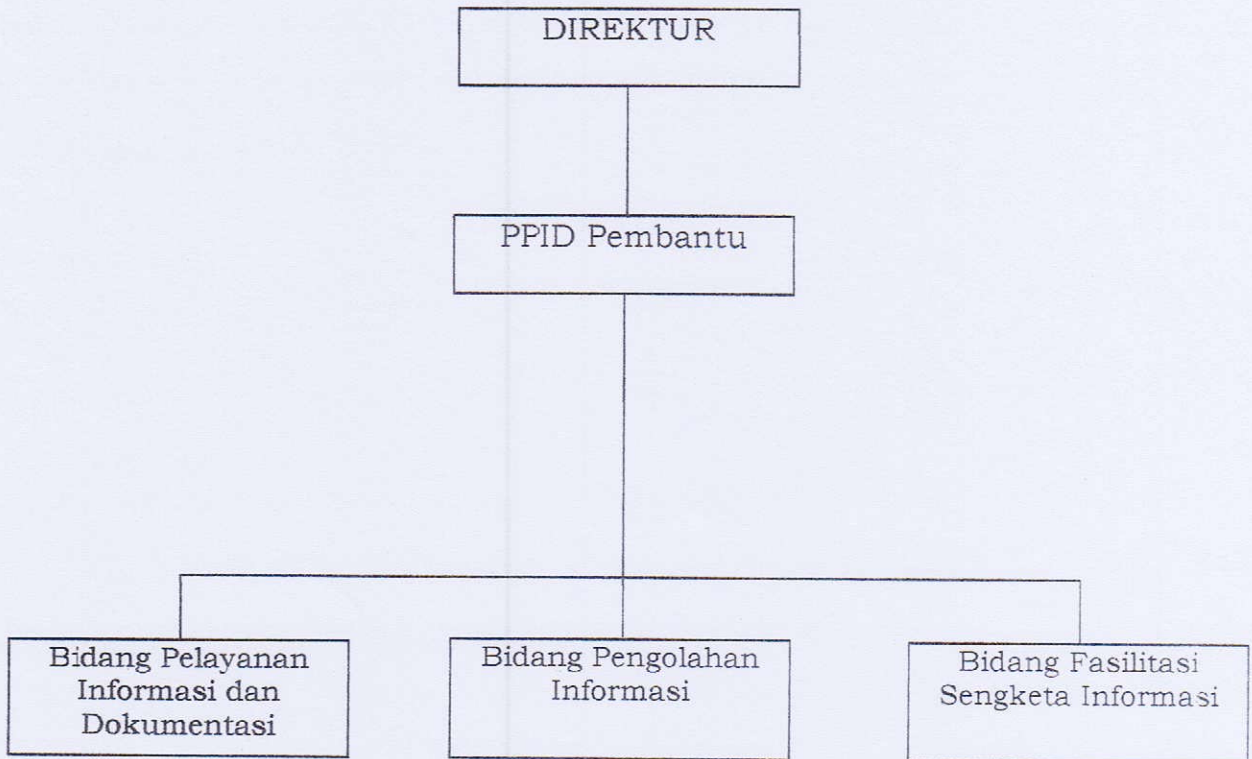 DIREKTUR
PPID Pembantu
Bidang Pelayanan
Informasi dan
Dokumentasi
Bidang Pengolahan
Informasi
Bidang Fasilitasi
Sengketa Informasi